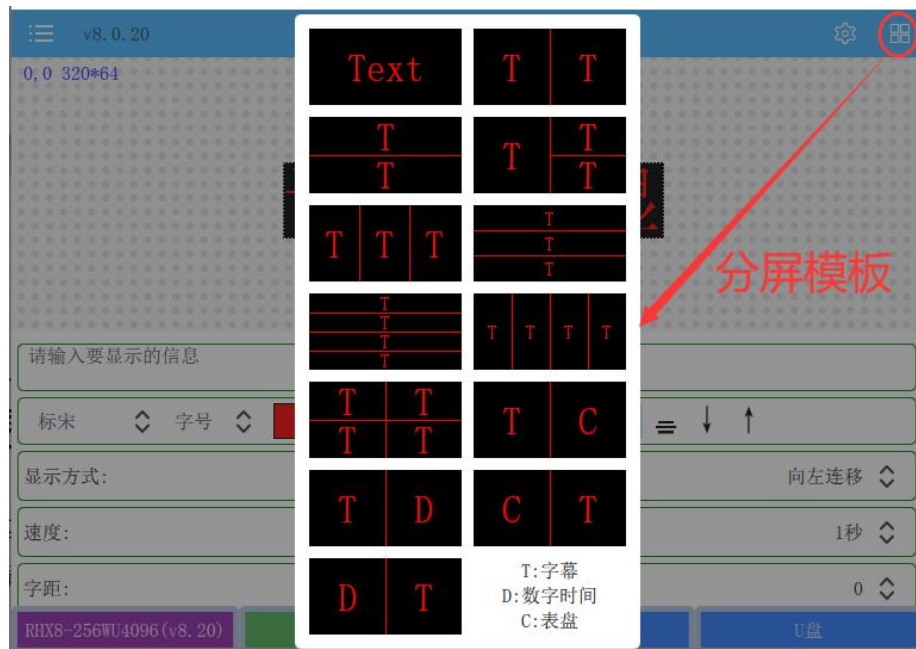 v8.0.20
0,0 320*64
Text
T T
T
T
T
T
T
T T T
T
T
T
T
T
T
T
T T T T
T T
T T
T C
T D
C T
D T
T:字幕
D:数字时间
C:表盘
分屏模板
请输入要显示的信息
标宋 字号
显示方式: 向左连移
速度: 1秒
字距: 0
RHX8-256WU4096(v8.20) U盘